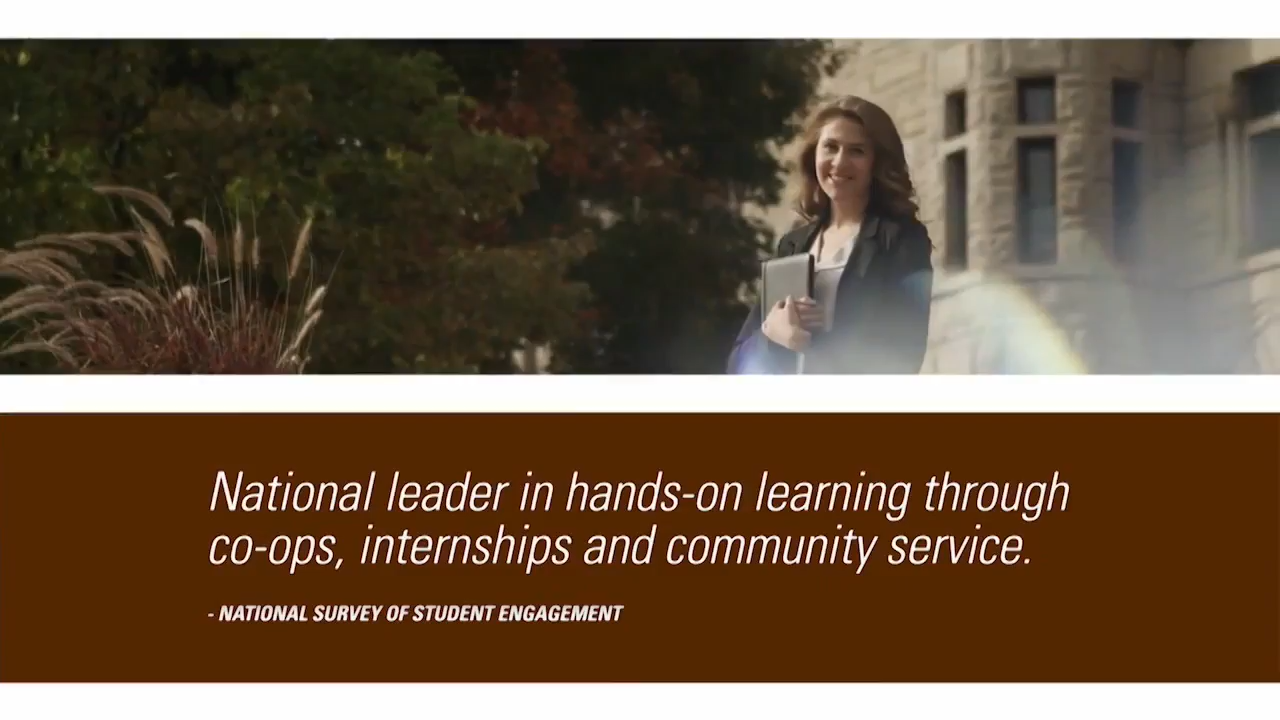 National leader in hands-on learning through
co-ops, internships and community service.
- NATIONAL SURVEY OF STUDENT ENGAGEMENT